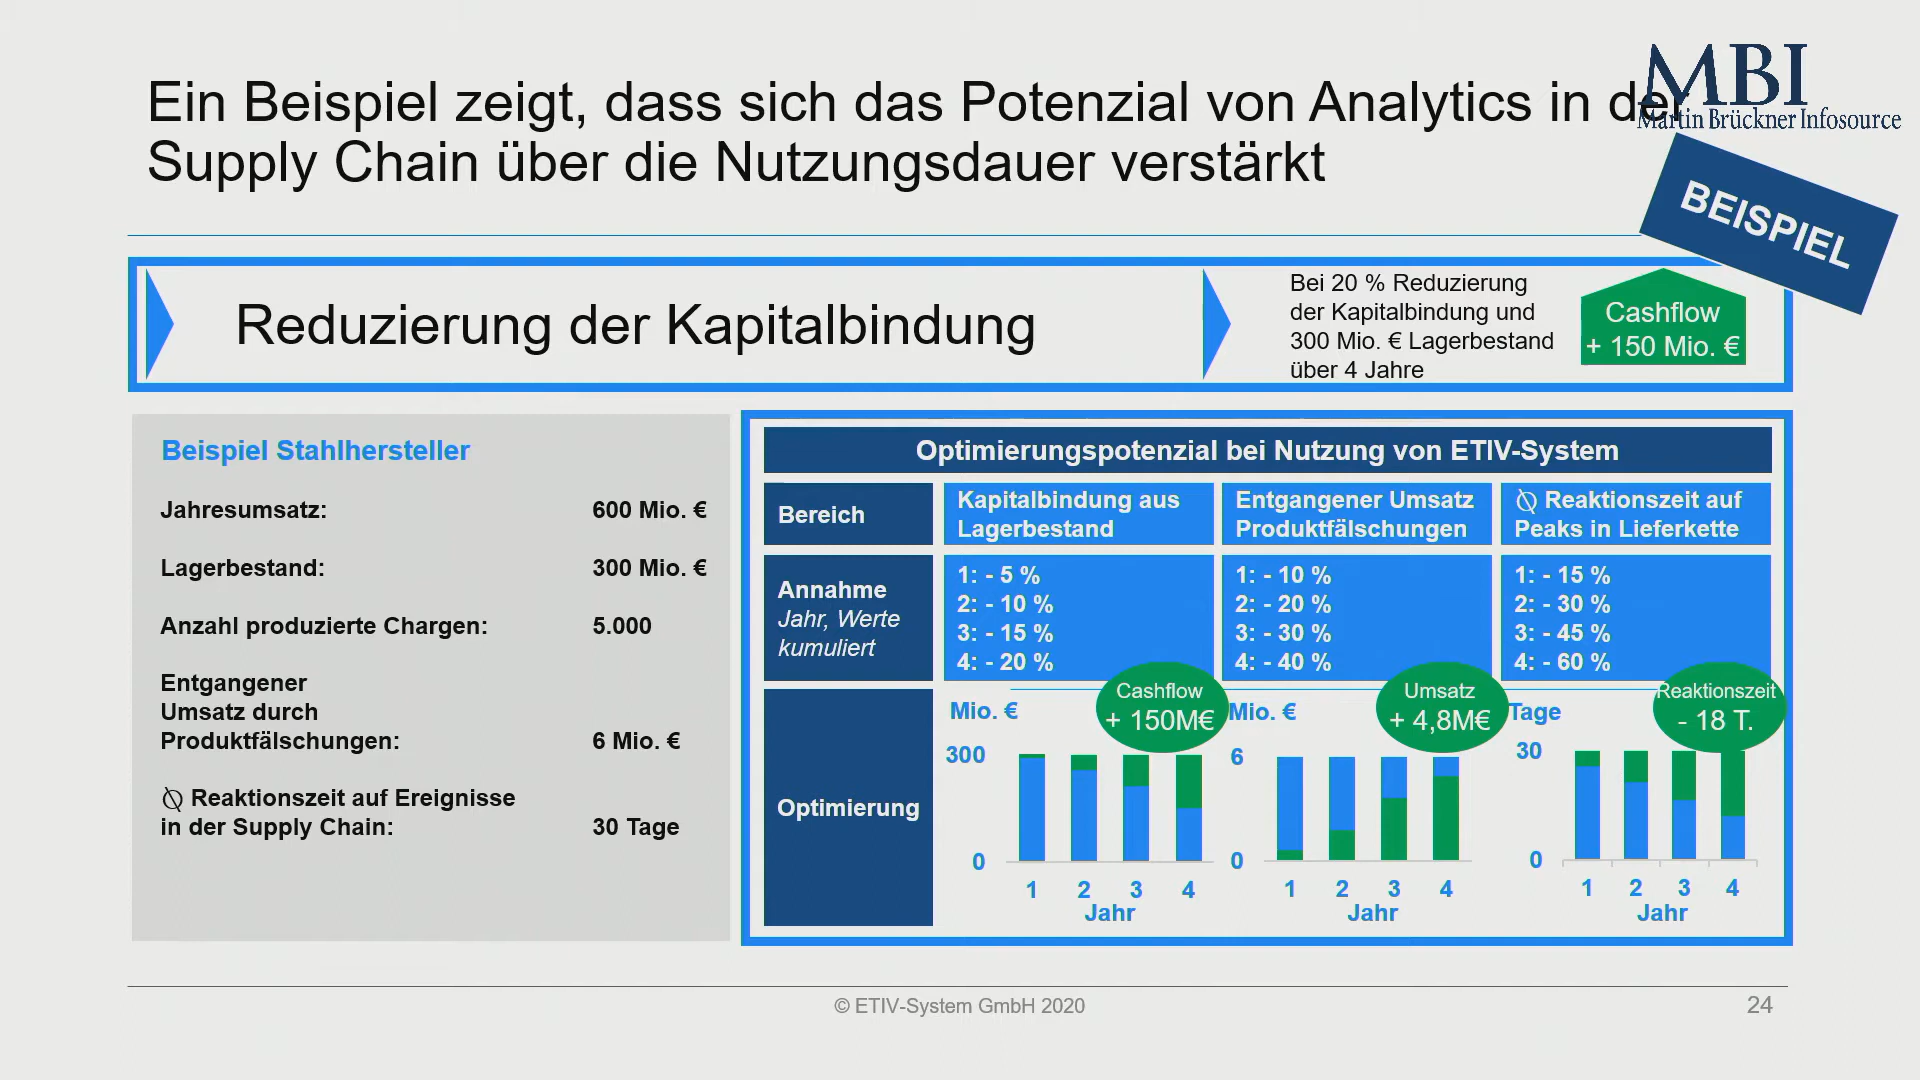 Ein Beispiel zeigt, dass sich das Potenzial von Analytics in der
Supply Chain über die Nutzungsdauer verstärkt
MBI
Martin Brückner Infosource
BEISPIEL
Reduzierung der Kapitalbindung
Bei 20 % Reduzierung
der Kapitalbindung und
300 Mio. € Lagerbestand
über 4 Jahre
Cashflow
+ 150 Mio. €
Beispiel Stahlhersteller
Jahresumsatz: 600 Mio. €
Lagerbestand: 300 Mio. €
Anzahl produzierte Chargen: 5.000
Entgangener
Umsatz durch
Produktfälschungen: 6 Mio. €
∅ Reaktionszeit auf Ereignisse
in der Supply Chain: 30 Tage
Optimierungspotenzial bei Nutzung von ETIV-System
Bereich
Kapitalbindung aus
Lagerbestand
Entgangener Umsatz
Produktfälschungen
∅ Reaktionszeit auf
Peaks in Lieferkette
Annahme
Jahr, Werte
kumuliert
1: - 5 %
2: - 10 %
3: - 15 %
4: - 20 %
1: - 10 %
2: - 20 %
3: - 30 %
4: - 40 %
1: - 15 %
2: - 30 %
3: - 45 %
4: - 60 %
Optimierung
Mio. €
Cashflow
+ 150M€
300
0
1 2 3 4
Jahr
Mio. €
Umsatz
+ 4,8M€
6
0
1 2 3 4
Jahr
Tage
Reaktionszeit
- 18 T.
30
0
1 2 3 4
Jahr
© ETIV-System GmbH 2020
24